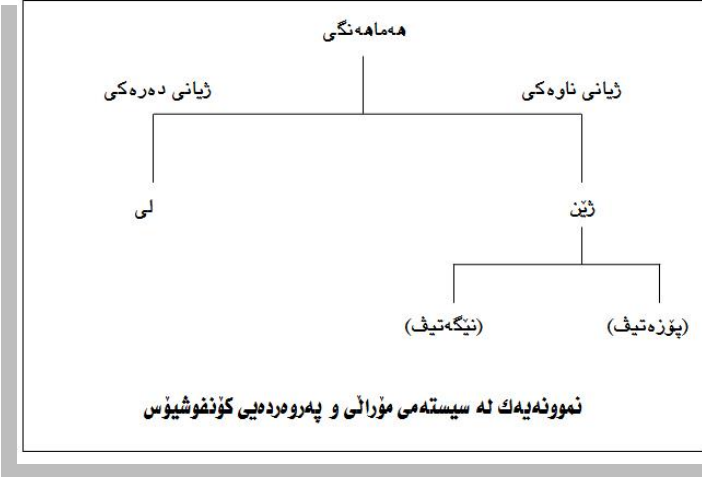 هەماهەنگی
ژیانی ناوەکی ژیانی دەرەکی
ژێن لی
(پۆزەتیڤ) (نێگەتیڤ)
نموونەیەك لە سیستەمی مۆراڵی و پەروەردەیی کۆنفوشیۆس